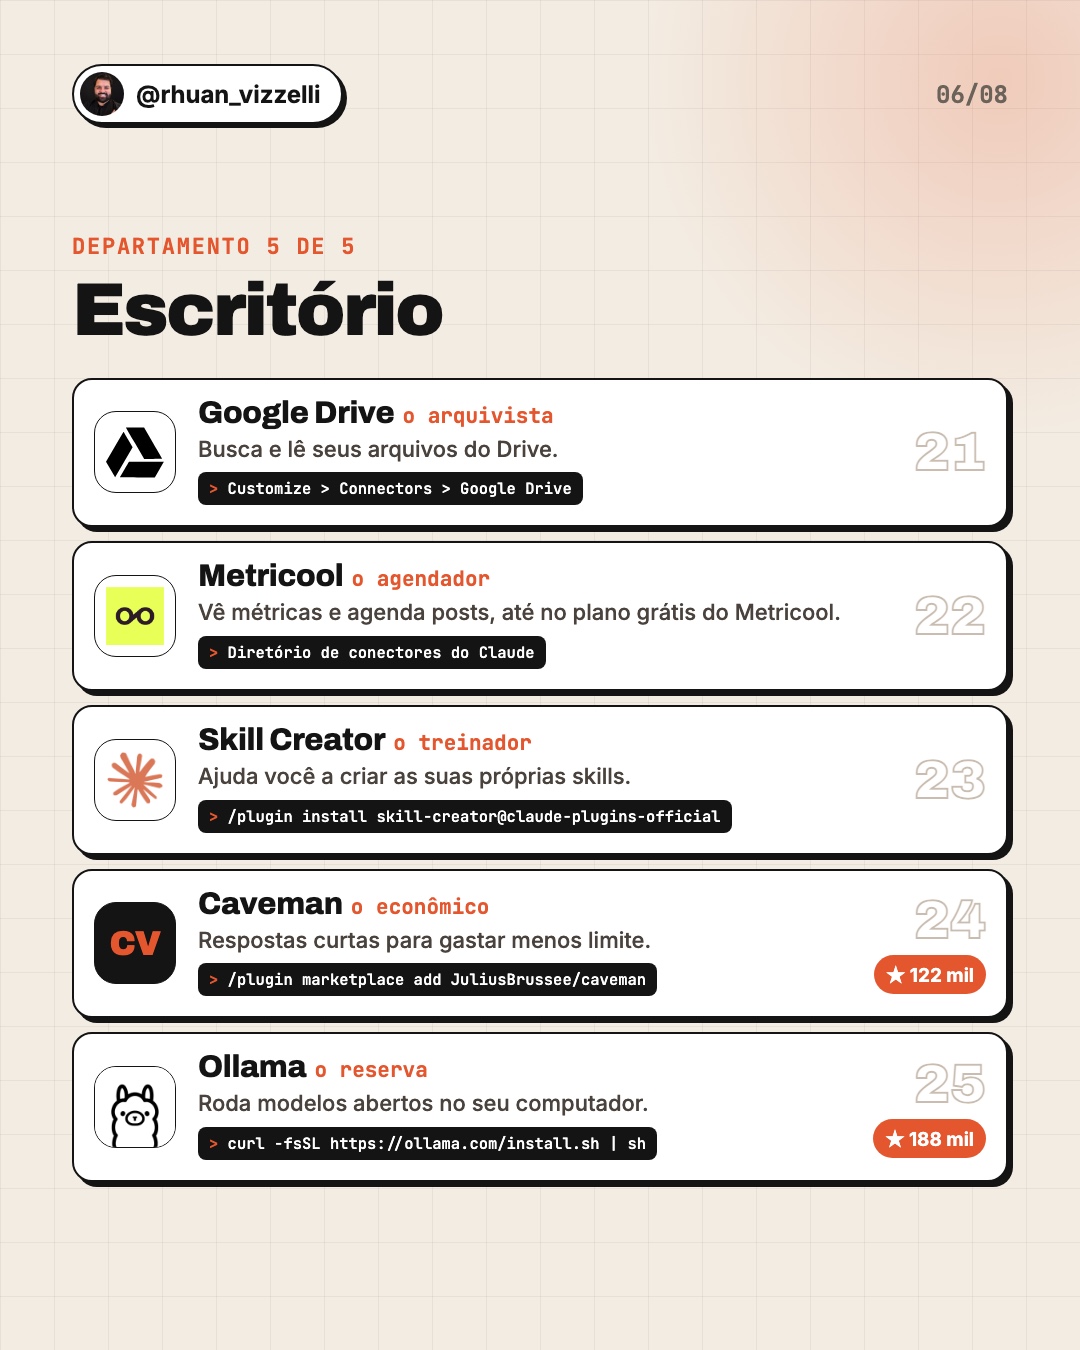 @rhuan_vizzelli
06/08
DEPARTAMENTO 5 DE 5
Escritório
Google Drive o arquivista
Busca e lê seus arquivos do Drive.
> Customize > Connectors > Google Drive
21
Metricool o agendador
Vê métricas e agenda posts, até no plano grátis do Metricool.
> Diretório de conectores do Claude
22
Skill Creator o treinador
Ajuda você a criar as suas próprias skills.
> /plugin install skill-creator@claude-plugins-official
23
CV
Caveman o econômico
Respostas curtas para gastar menos limite.
> /plugin marketplace add JuliusBrussee/caveman
24
★ 122 mil
Ollama o reserva
Roda modelos abertos no seu computador.
> curl -fsSL https://ollama.com/install.sh | sh
25
★ 188 mil